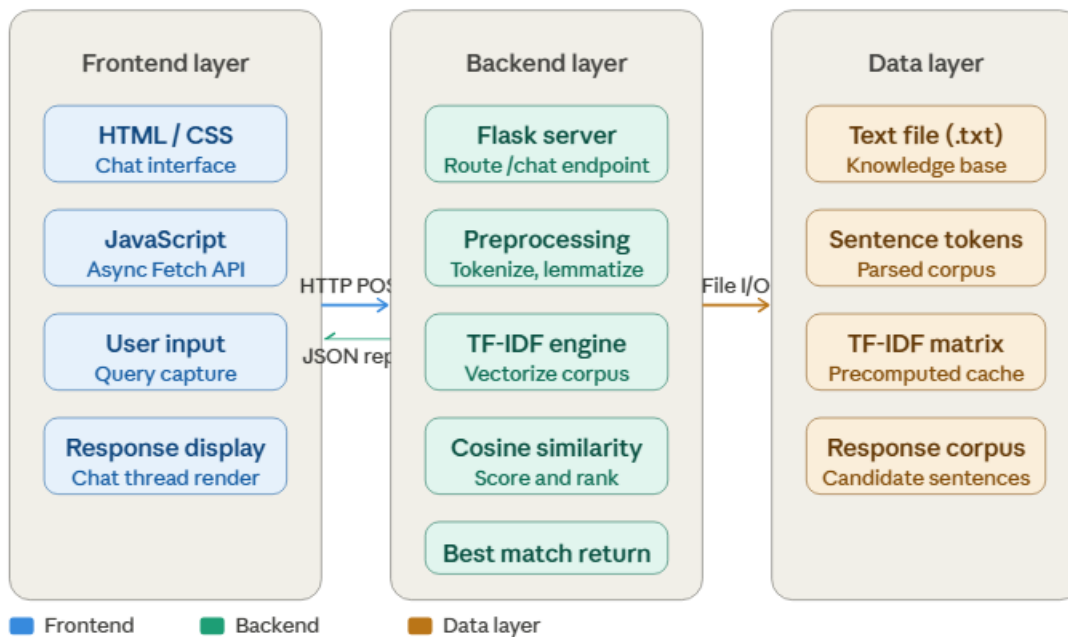 Frontend layer
HTML / CSS
Chat interface
JavaScript
Async Fetch API
User input
Query capture
Response display
Chat thread render
HTTP POS
JSON rep
Backend layer
Flask server
Route /chat endpoint
Preprocessing
Tokenize, lemmatize
TF-IDF engine
Vectorize corpus
Cosine similarity
Score and rank
Best match return
File I/O
Data layer
Text file (.txt)
Knowledge base
Sentence tokens
Parsed corpus
TF-IDF matrix
Precomputed cache
Response corpus
Candidate sentences
Frontend
Backend
Data layer